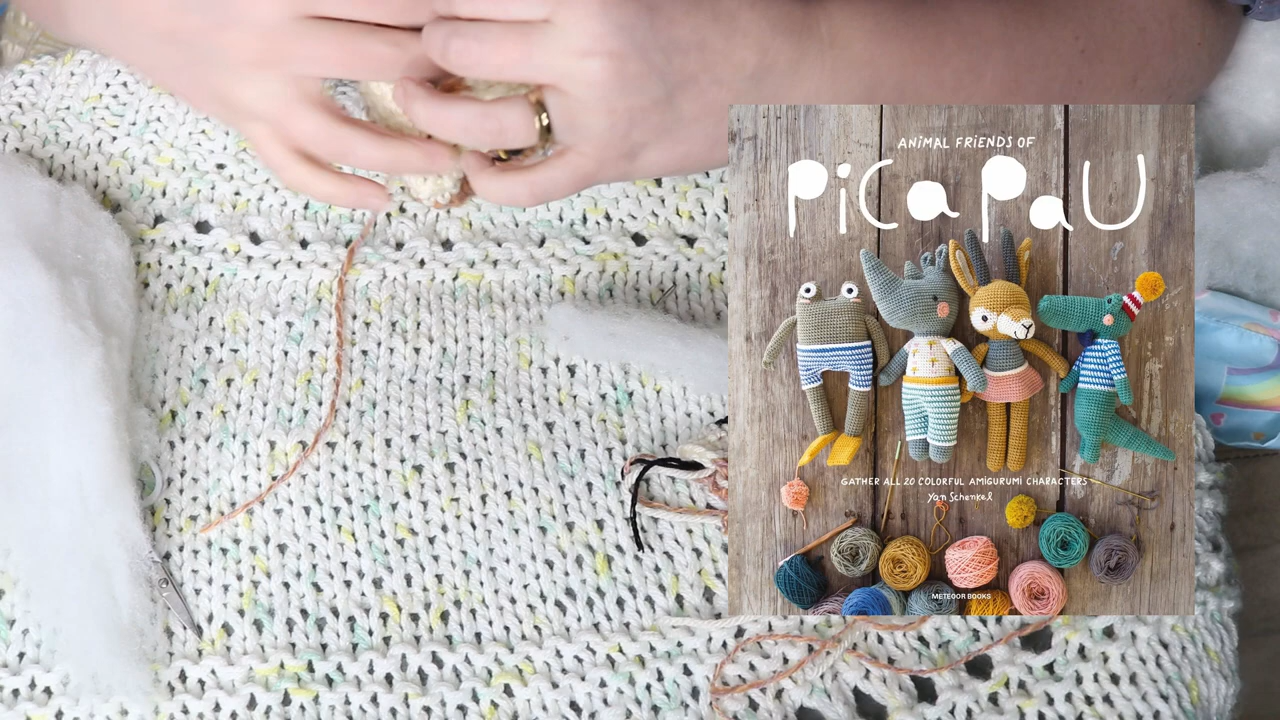 ANiMAL FRiENDS OF
PiCa PaU
GATHER ALL 20 COLORFUL AMiGURUMi CHARACTERS
Yan Schenkel
METEOOR BOOKS